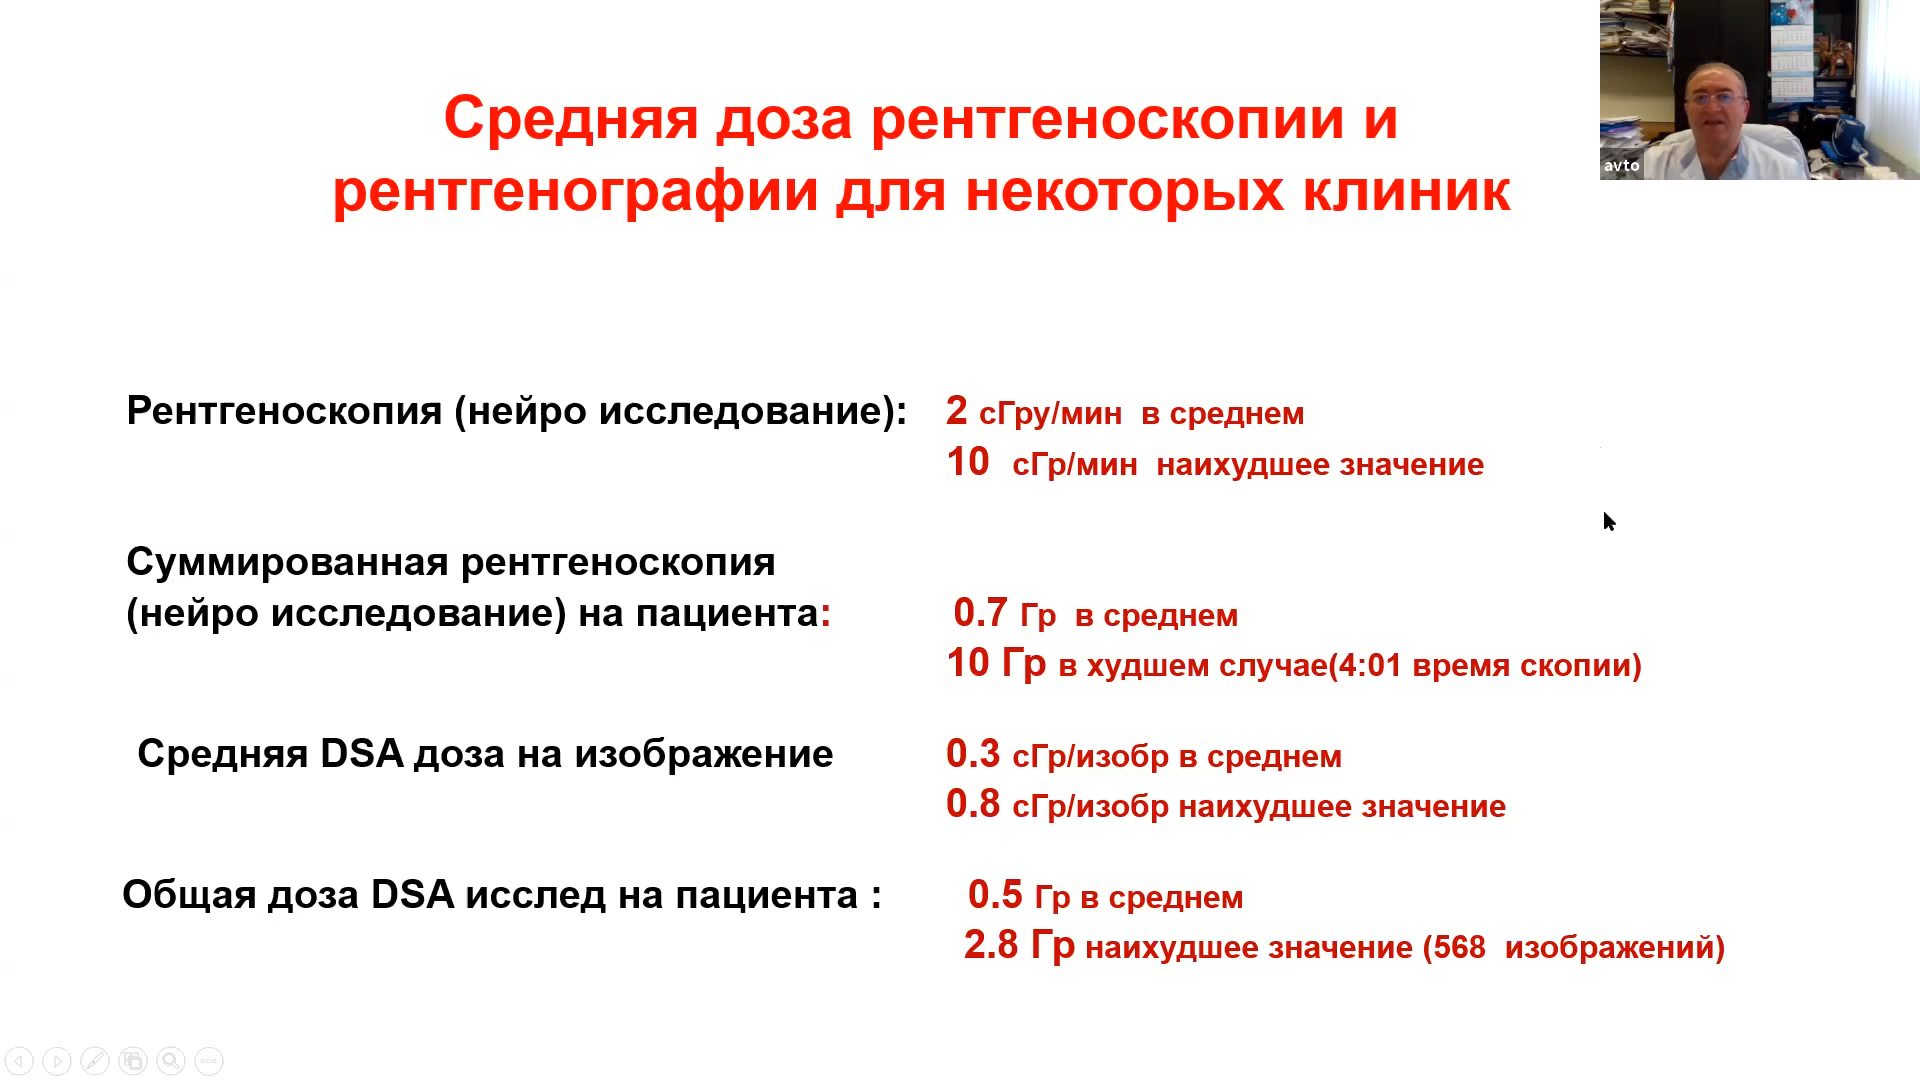 Средняя доза рентгеноскопии и
рентгенографии для некоторых клиник
avto
Рентгеноскопия (нейро исследование): 2 сГру/мин в среднем
10 сГр/мин наихудшее значение
Суммированная рентгеноскопия
(нейро исследование) на пациента: 0.7 Гр в среднем
10 Гр в худшем случае(4:01 время скопии)
Средняя DSA доза на изображение 0.3 сГр/изобр в среднем
0.8 сГр/изобр наихудшее значение
Общая доза DSA исслед на пациента : 0.5 Гр в среднем
2.8 Гр наихудшее значение (568 изображений)